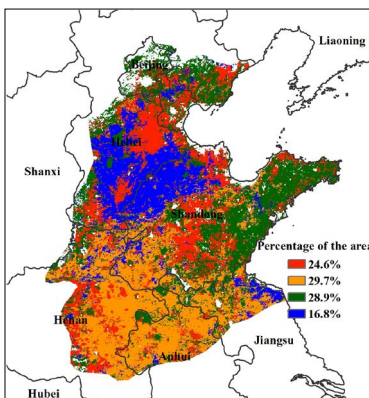 Liaoning
Beijing
Hebei
Shanxi
Shandong
Percentage of the area
24.6%
29.7%
28.9%
16.8%
Henan
Jiangsu
Anhui
Hubei